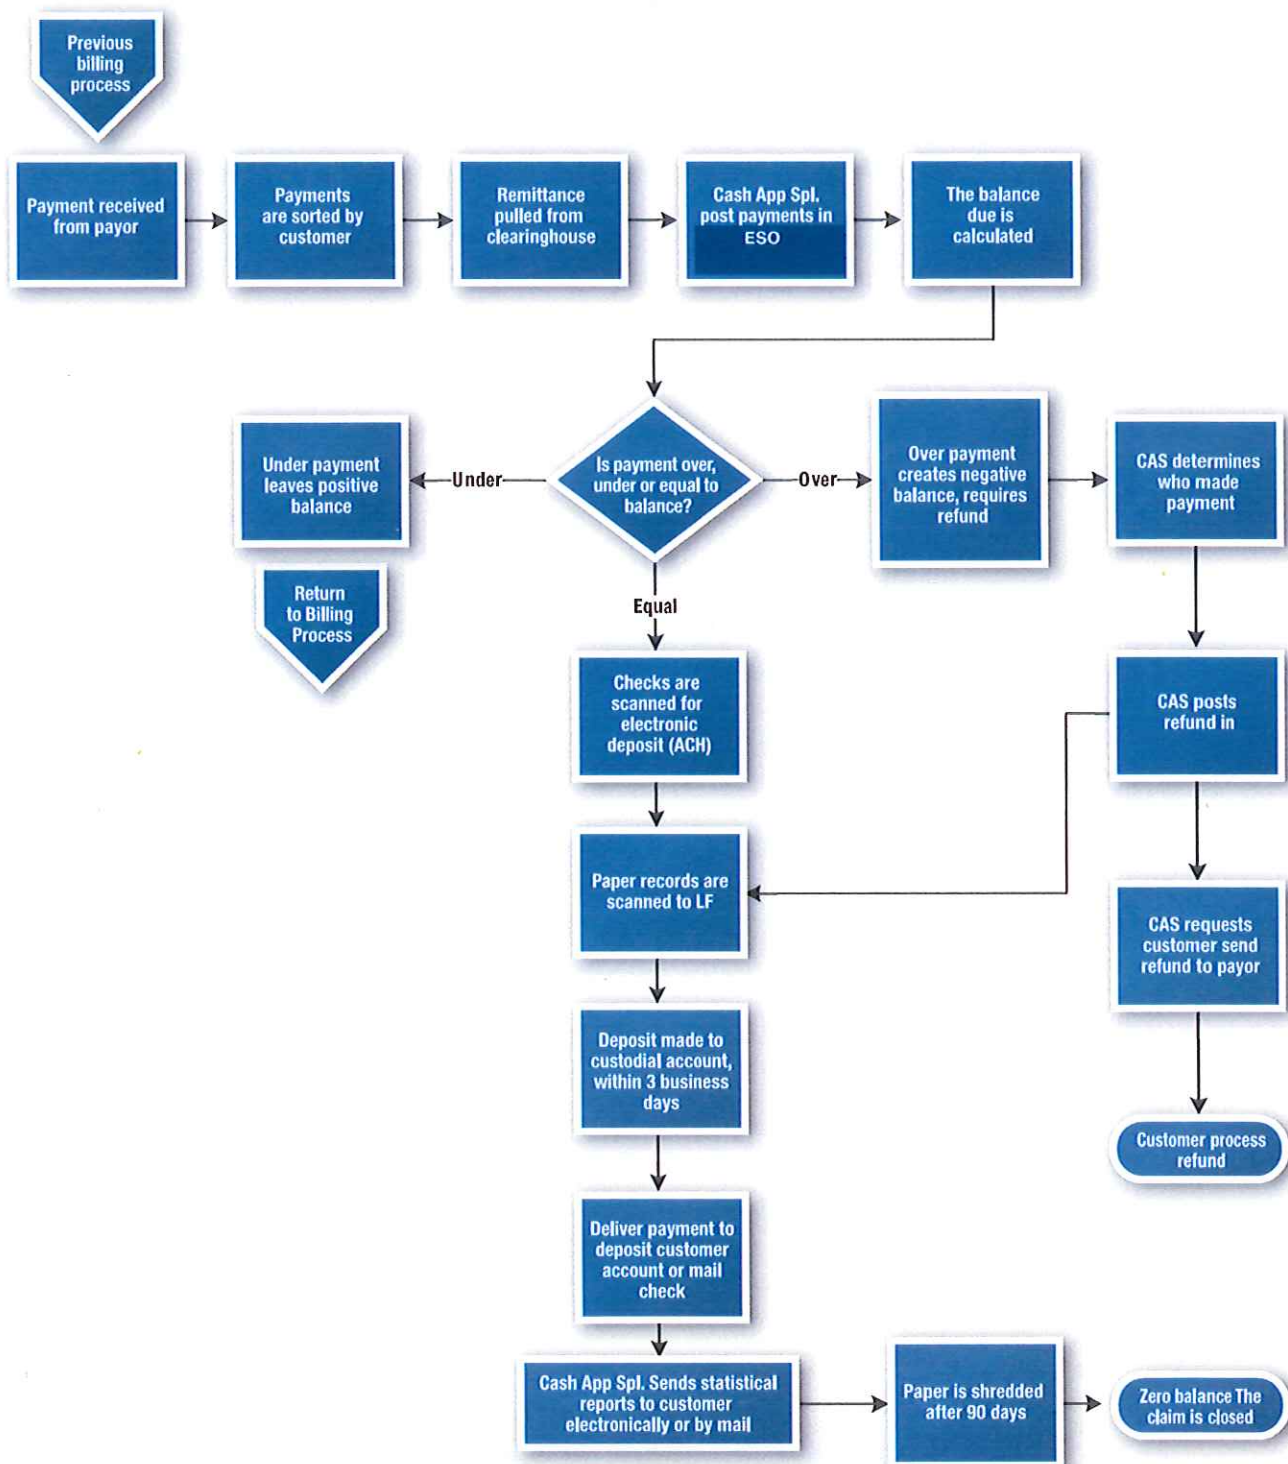 Previous
billing
process
Payment received
from payor
Payments
are sorted by
customer
Remittance
pulled from
clearinghouse
Cash App Spl.
post payments in
ESO
The balance
due is
calculated
Under payment
leaves positive
balance
Under
Is payment over,
under or equal to
balance?
Over
Over payment
creates negative
balance, requires
refund
CAS determines
who made
payment
Return
to Billing
Process
Equal
Checks are
scanned for
electronic
deposit (ACH)
CAS posts
refund in
Paper records are
scanned to LF
CAS requests
customer send
refund to payor
Deposit made to
custodial account,
within 3 business
days
Customer process
refund
Deliver payment to
deposit customer
account or mail
check
Cash App Spl. Sends statistical
reports to customer
electronically or by mail
Paper is shredded
after 90 days
Zero balance The
claim is closed